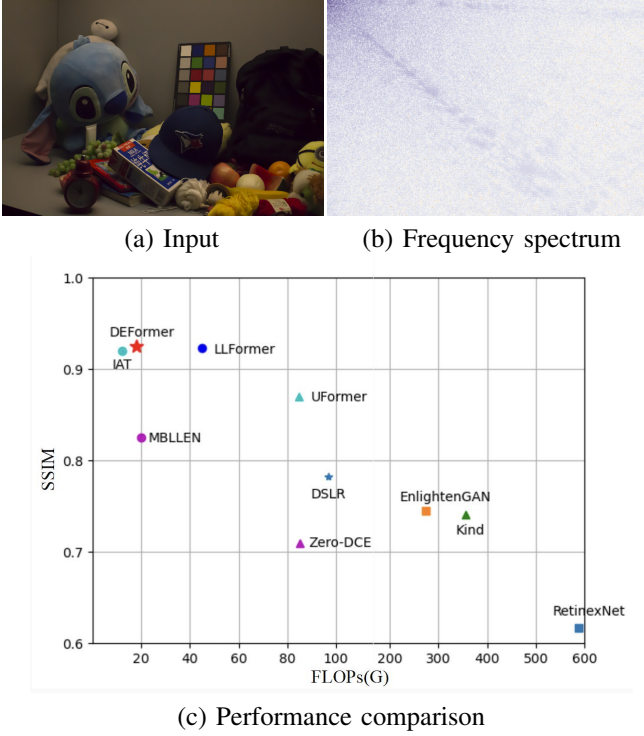 (a) Input
(b) Frequency spectrum
1.0
DEFormer
LLFormer
IAT
0.9
UFormer
MBLLEN
0.8
SSIM
DSLR
EnlightenGAN
Kind
Zero-DCE
0.7
RetinexNet
0.6
20 40 60 80 100 200 300 400 500 600
FLOPs(G)
(c) Performance comparison